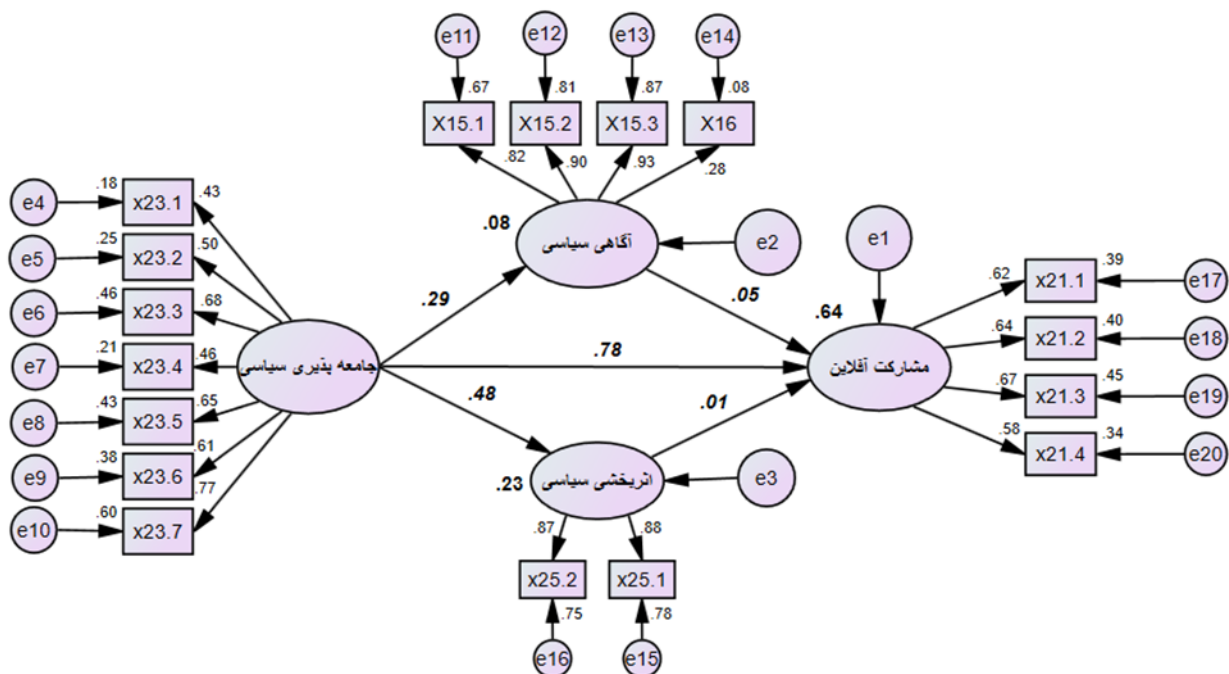 e11
e12
e13
e14
.67
.81
.87
.08
X15.1
X15.2
X15.3
X16
.82
.90
.93
.28
.08
آگاهی سیاسی
e2
e1
e4
.18
x23.1
.43
e5
.25
x23.2
.50
e6
.46
x23.3
.68
e7
.21
x23.4
.46
e8
.43
x23.5
.65
e9
.38
x23.6
.61
e10
.60
x23.7
.77
جامعه پذیری سیاسی
.29
.78
.48
.05
.01
.64
مشارکت آفلاین
.62
x21.1
.39
e17
.64
x21.2
.40
e18
.67
x21.3
.45
e19
.58
x21.4
.34
e20
.23
اثربخشی سیاسی
e3
.87
.88
x25.2
x25.1
.75
.78
e16
e15